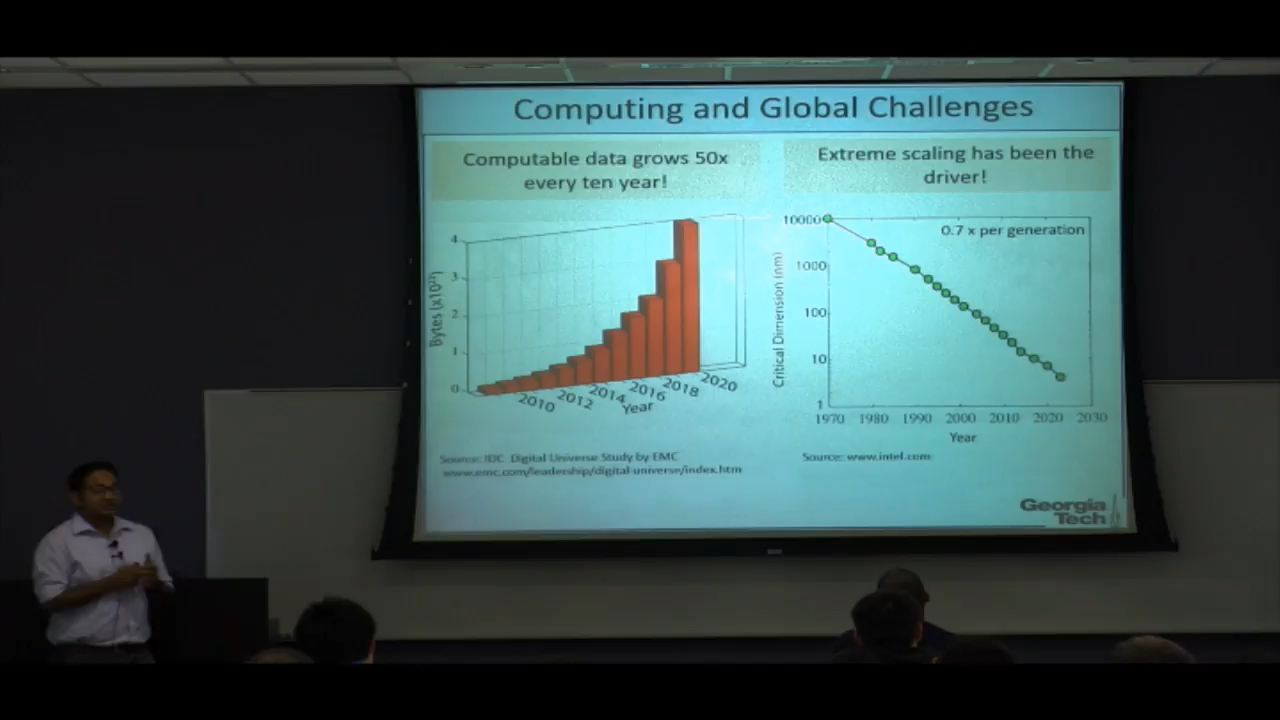 Computing and Global Challenges
Computable data grows 50x
every ten year!
4
3
2
1
0
Bytes (x10²²)
2010
2012
2014
2016
2018
2020
Year
Source: IDC Digital Universe Study by EMC
www.emc.com/leadership/digital-universe/index.htm
Extreme scaling has been the
driver!
0.7 x per generation
10000
1000
100
10
1
Critical Dimension (nm)
1970 1980 1990 2000 2010 2020 2030
Year
Source: www.intel.com
Georgia
Tech